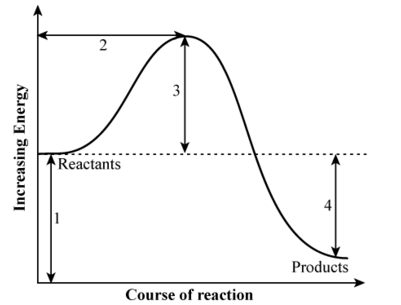 2
3
Increasing Energy
Reactants
1
4
Products
Course of reaction